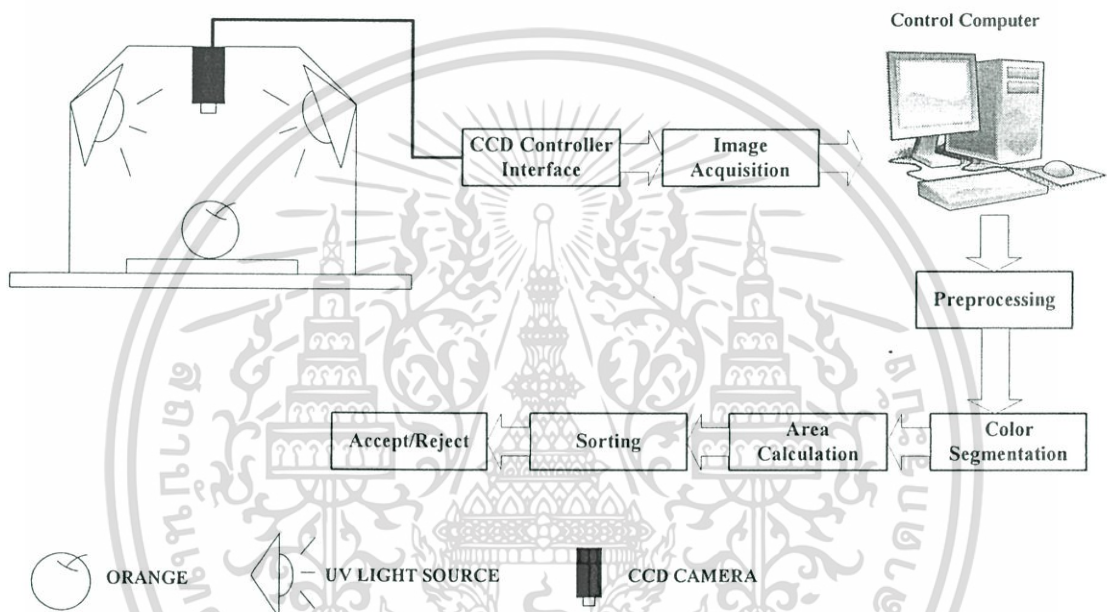 Control Computer
CCD Controller
Interface
Image
Acquisition
Preprocessing
Color
Segmentation
Area
Calculation
Sorting
Accept/Reject
ORANGE
UV LIGHT SOURCE
CCD CAMERA